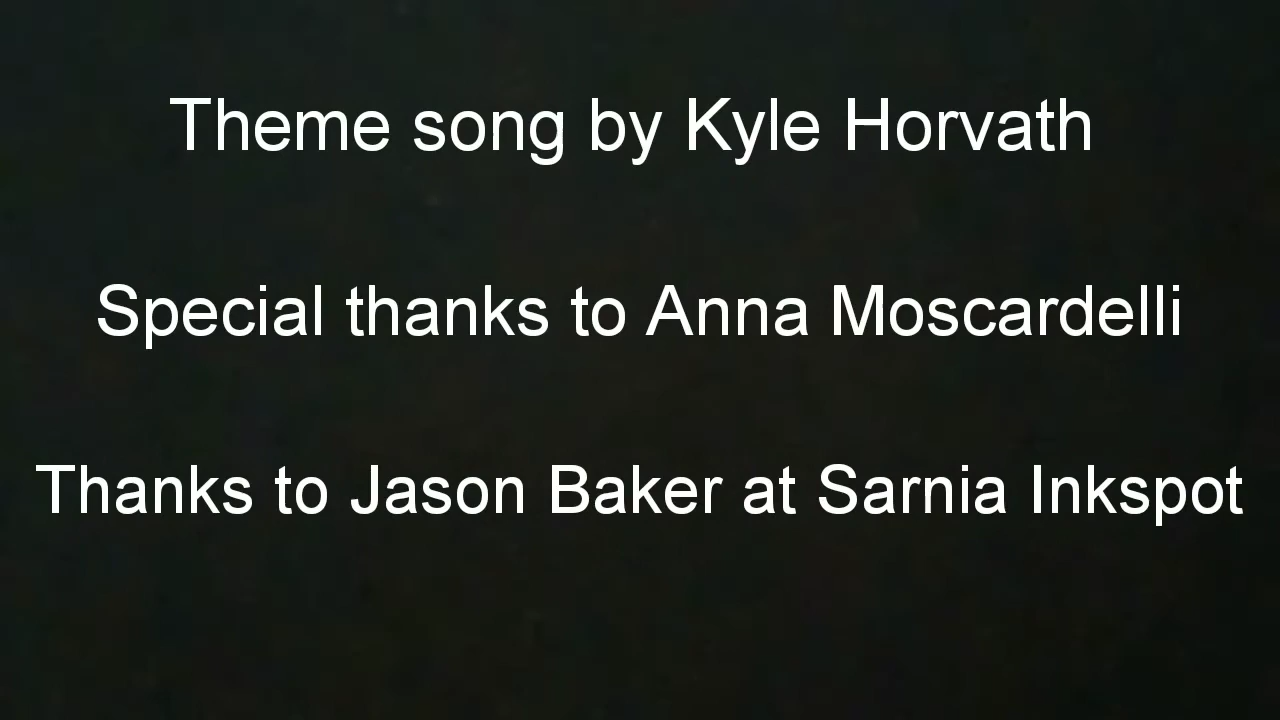 Theme song by Kyle Horvath
Special thanks to Anna Moscardelli
Thanks to Jason Baker at Sarnia Inkspot